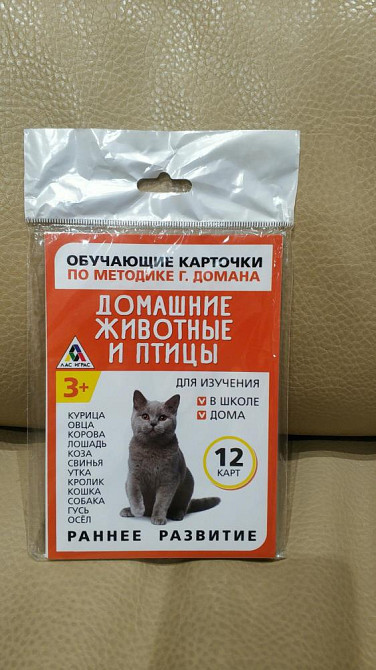 ОБУЧАЮЩИЕ КАРТОЧКИ
ПО МЕТОДИКЕ Г. ДОМАНА
ДОМАШНИЕ
ЖИВОТНЫЕ
И ПТИЦЫ
ЛАС ИГРАС
3+
ДЛЯ ИЗУЧЕНИЯ
В ШКОЛЕ
ДОМА
КУРИЦА
ОВЦА
КОРОВА
ЛОШАДЬ
КОЗА
СВИНЬЯ
УТКА
КРОЛИК
КОШКА
СОБАКА
ГУСЬ
ОСЁЛ
12
КАРТ
РАННЕЕ РАЗВИТИЕ